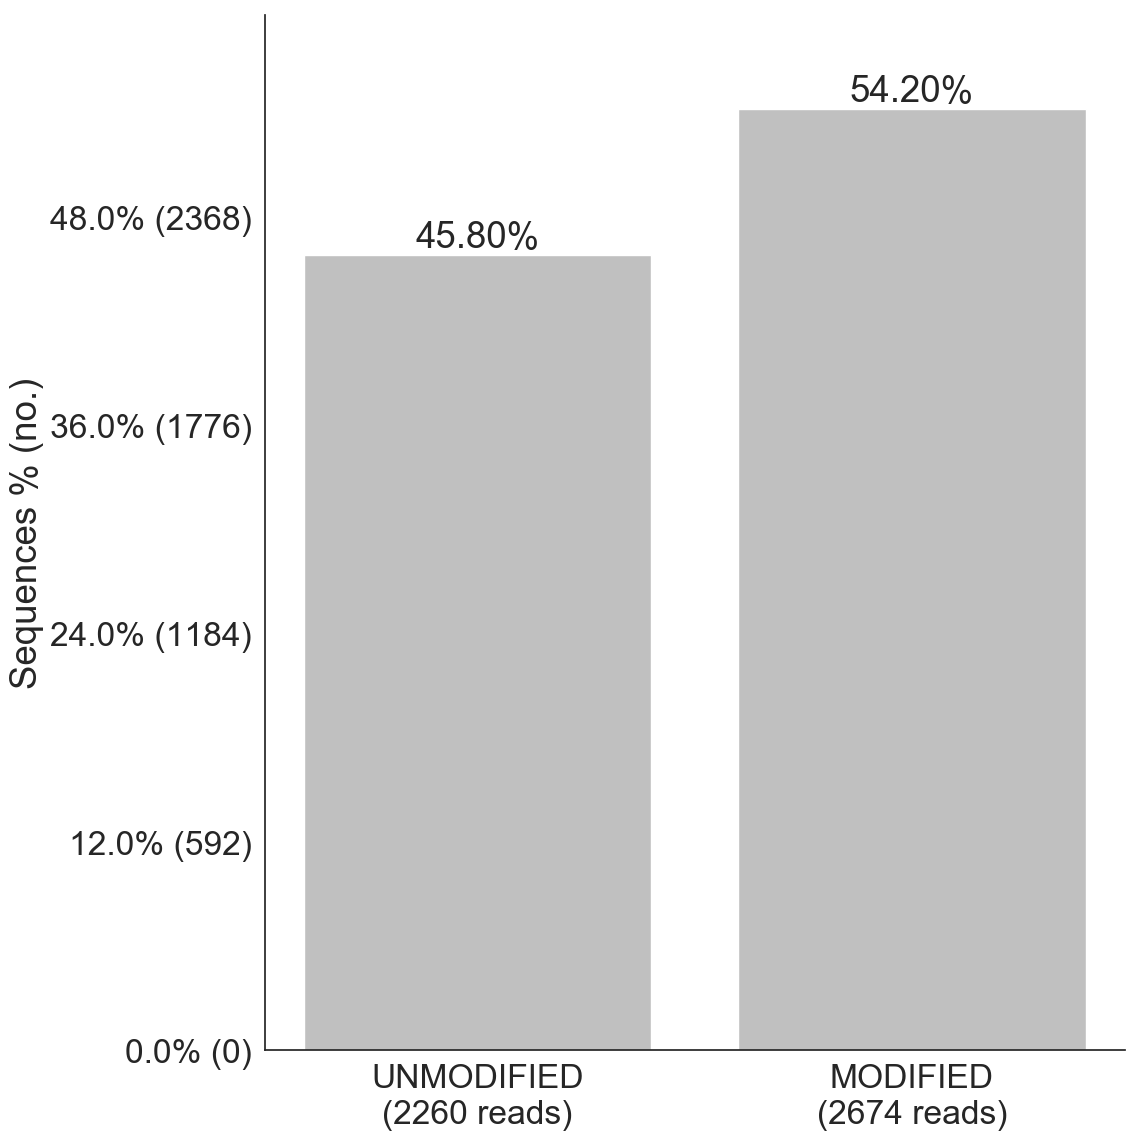 54.20%
48.0% (2368)
45.80%
36.0% (1776)
Sequences % (no.)
24.0% (1184)
12.0% (592)
0.0% (0)
UNMODIFIED
(2260 reads)
MODIFIED
(2674 reads)